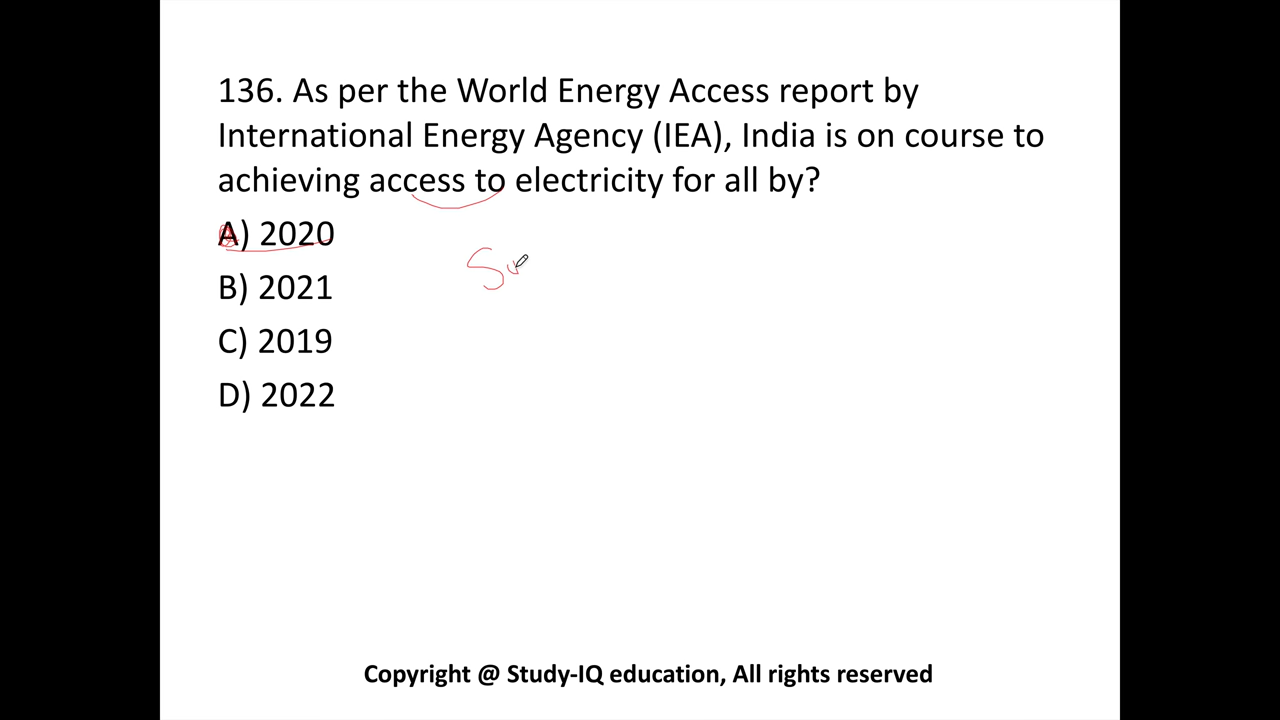 136. As per the World Energy Access report by
International Energy Agency (IEA), India is on course to
achieving access to electricity for all by?
A) 2020
B) 2021
C) 2019
D) 2022
Copyright @ Study-IQ education, All rights reserved